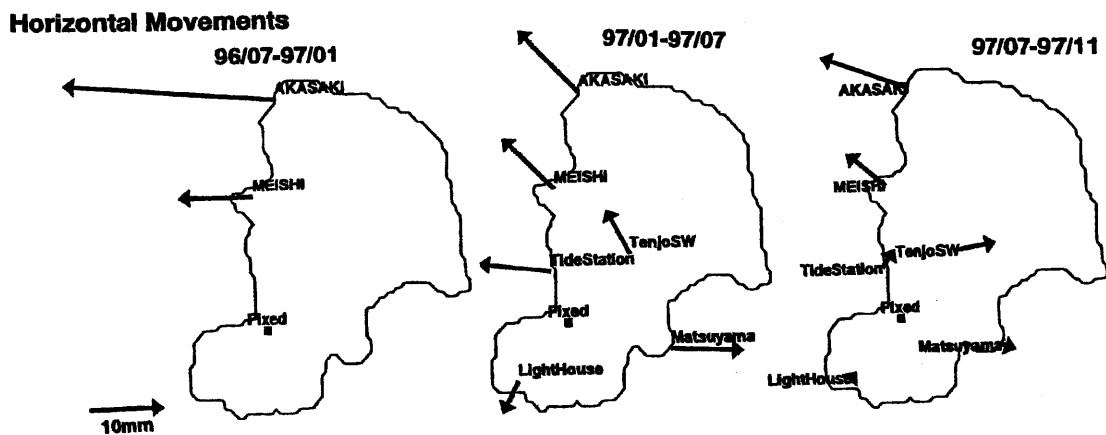 Horizontal Movements
96/07-97/01
AKASAKI
MEISHI
Fixed
10mm
97/01-97/07
AKASAKI
MEISHI
TenjoSW
TideStation
Fixed
Matsuyama
LightHouse
97/07-97/11
AKASAKI
MEISHI
TenjoSW
TideStation
Fixed
Matsuyama
LightHouse